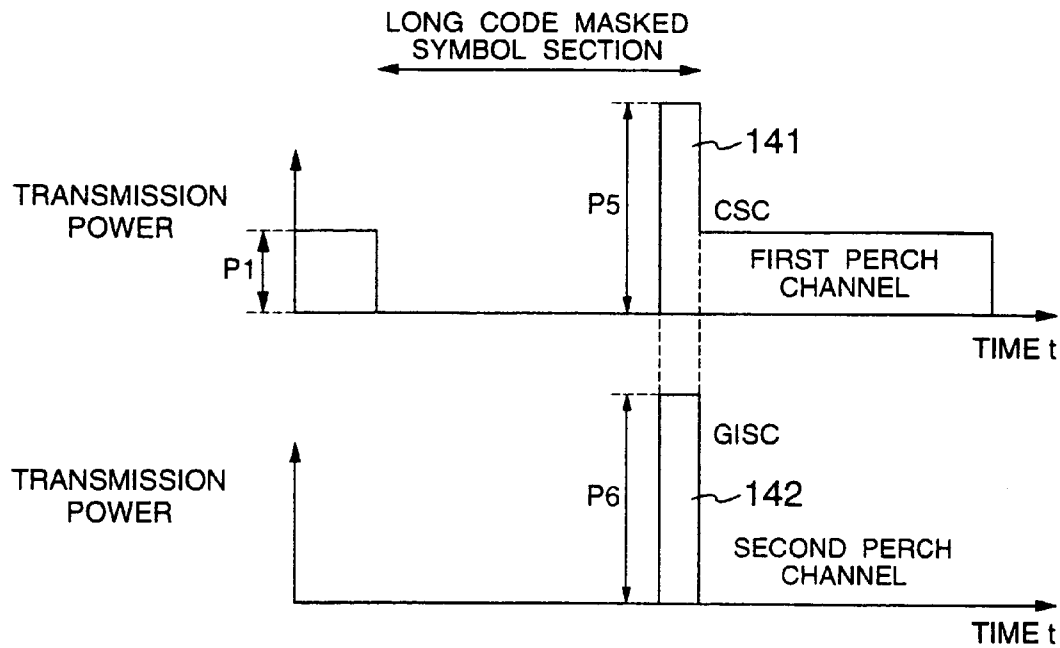 LONG CODE MASKED
SYMBOL SECTION
141
TRANSMISSION
POWER
P5
CSC
P1
FIRST PERCH
CHANNEL
TIME t
GISC
TRANSMISSION
POWER
P6
142
SECOND PERCH
CHANNEL
TIME t